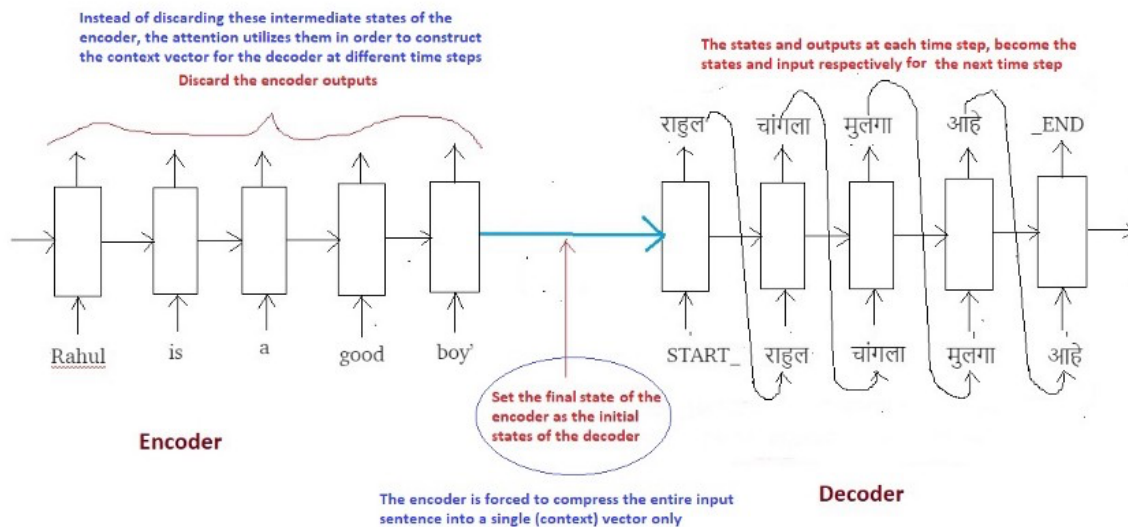 Instead of discarding these intermediate states of the
encoder, the attention utilizes them in order to construct
the context vector for the decoder at different time steps
Discard the encoder outputs
The states and outputs at each time step, become the
states and input respectively for the next time step
राहुल चांगला मुलगा आहे _END
Rahul is a good boy'
START_ राहुल चांगला मुलगा आहे
Set the final state of the
encoder as the initial
states of the decoder
Encoder
Decoder
The encoder is forced to compress the entire input
sentence into a single (context) vector only